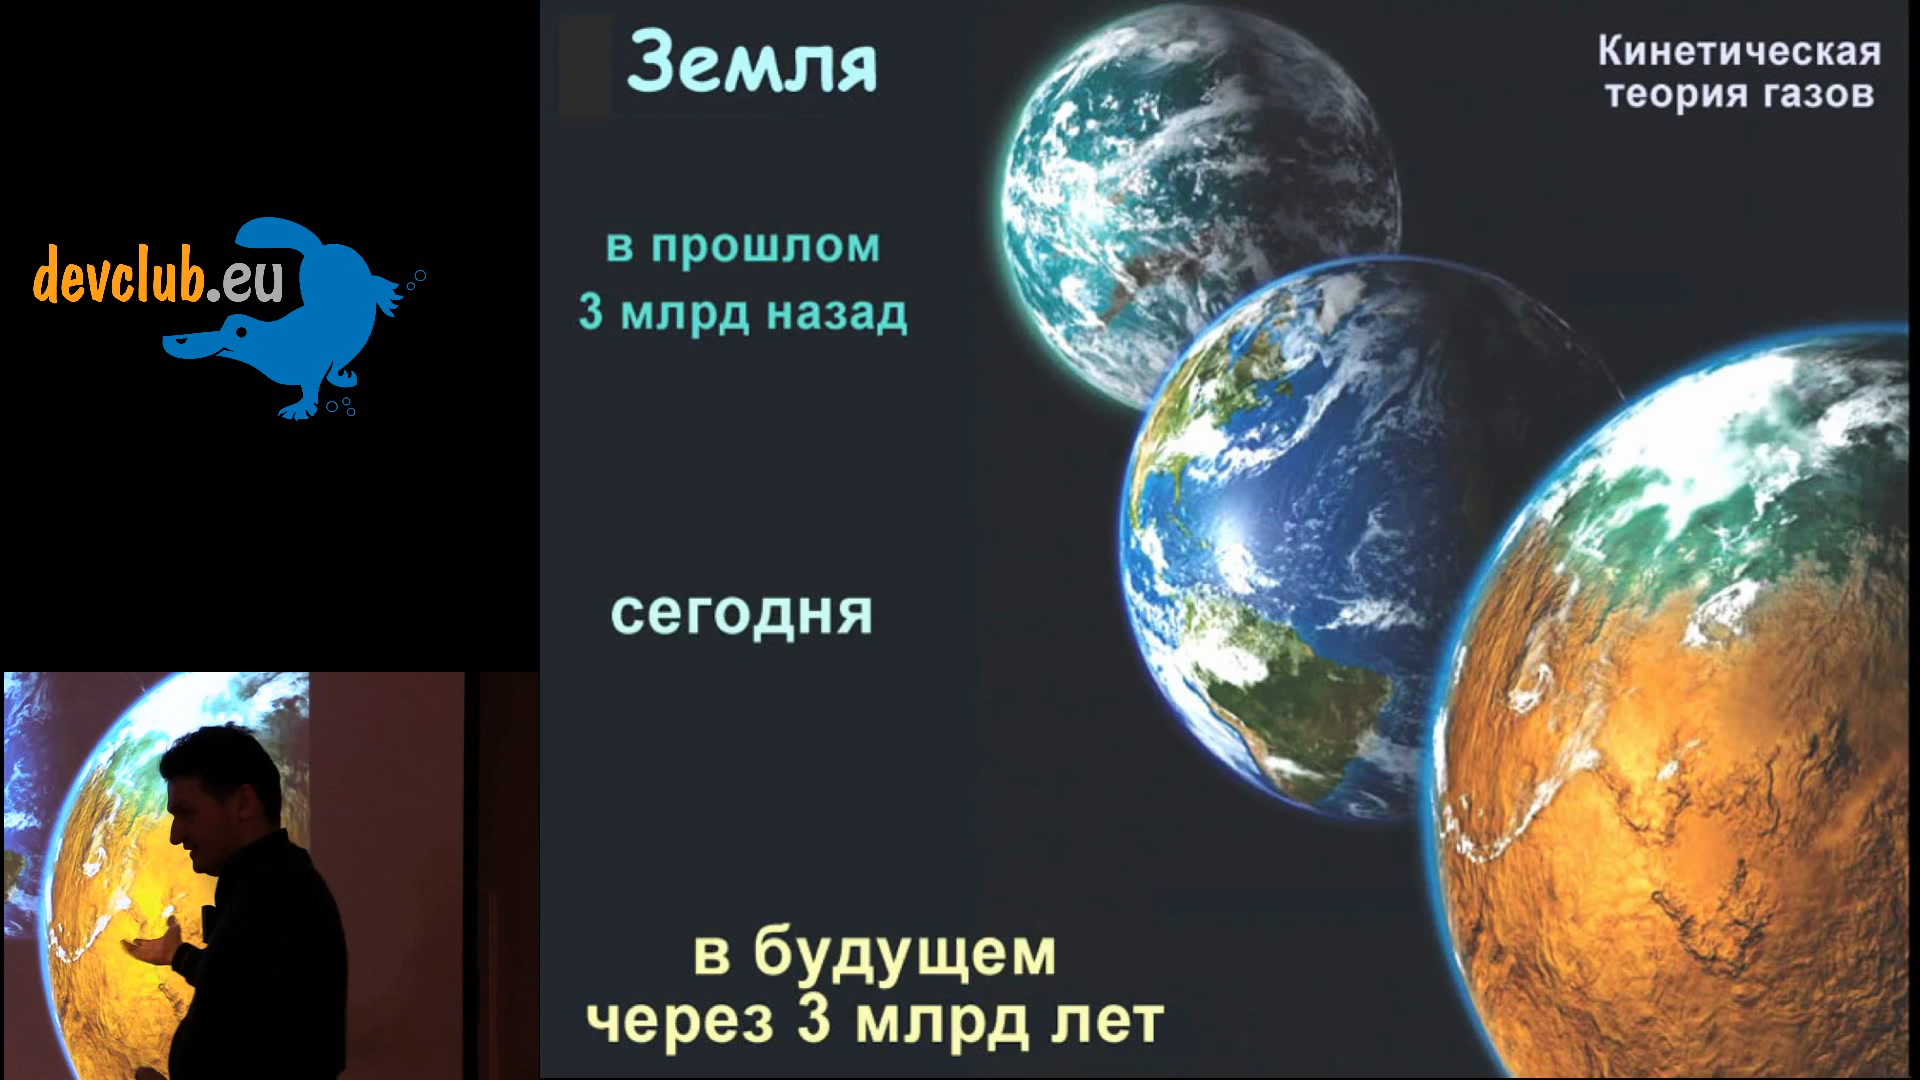 devclub.eu
Земля
Кинетическая
теория газов
в прошлом
3 млрд назад
сегодня
в будущем
через 3 млрд лет